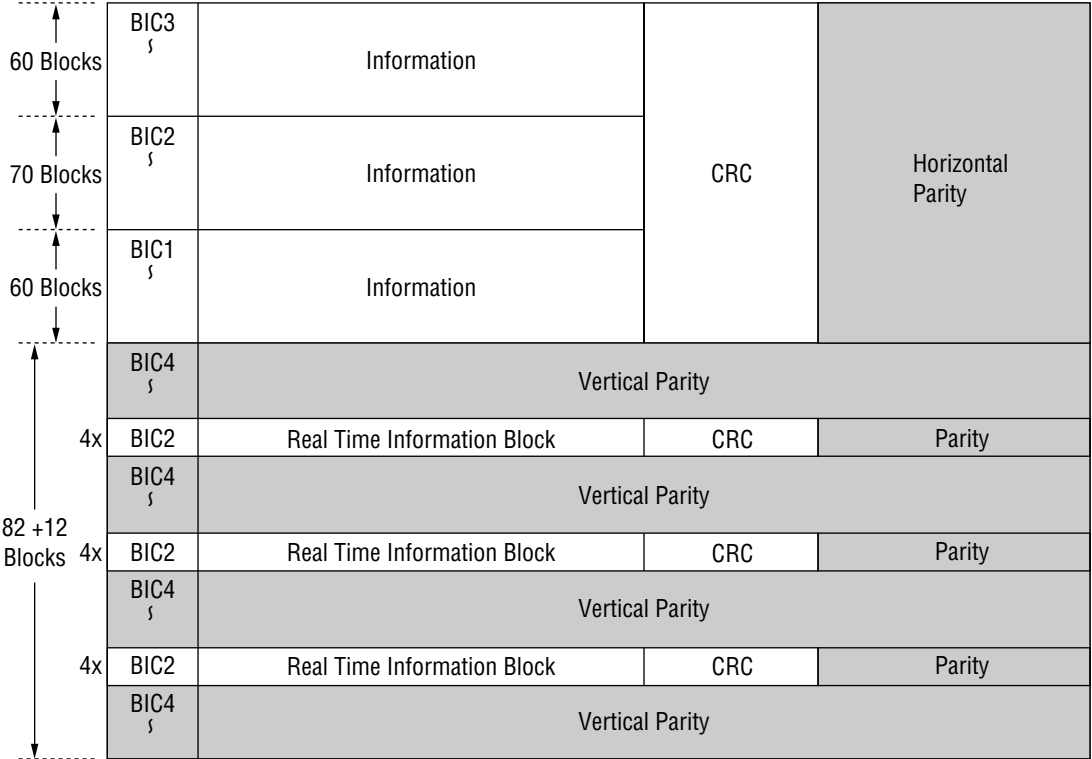 BIC3
60 Blocks
Information
BIC2
70 Blocks
Information
CRC
Horizontal
Parity
BIC1
60 Blocks
Information
BIC4
Vertical Parity
4x BIC2 Real Time Information Block CRC Parity
BIC4
Vertical Parity
82 +12
Blocks
4x BIC2 Real Time Information Block CRC Parity
BIC4
Vertical Parity
4x BIC2 Real Time Information Block CRC Parity
BIC4
Vertical Parity